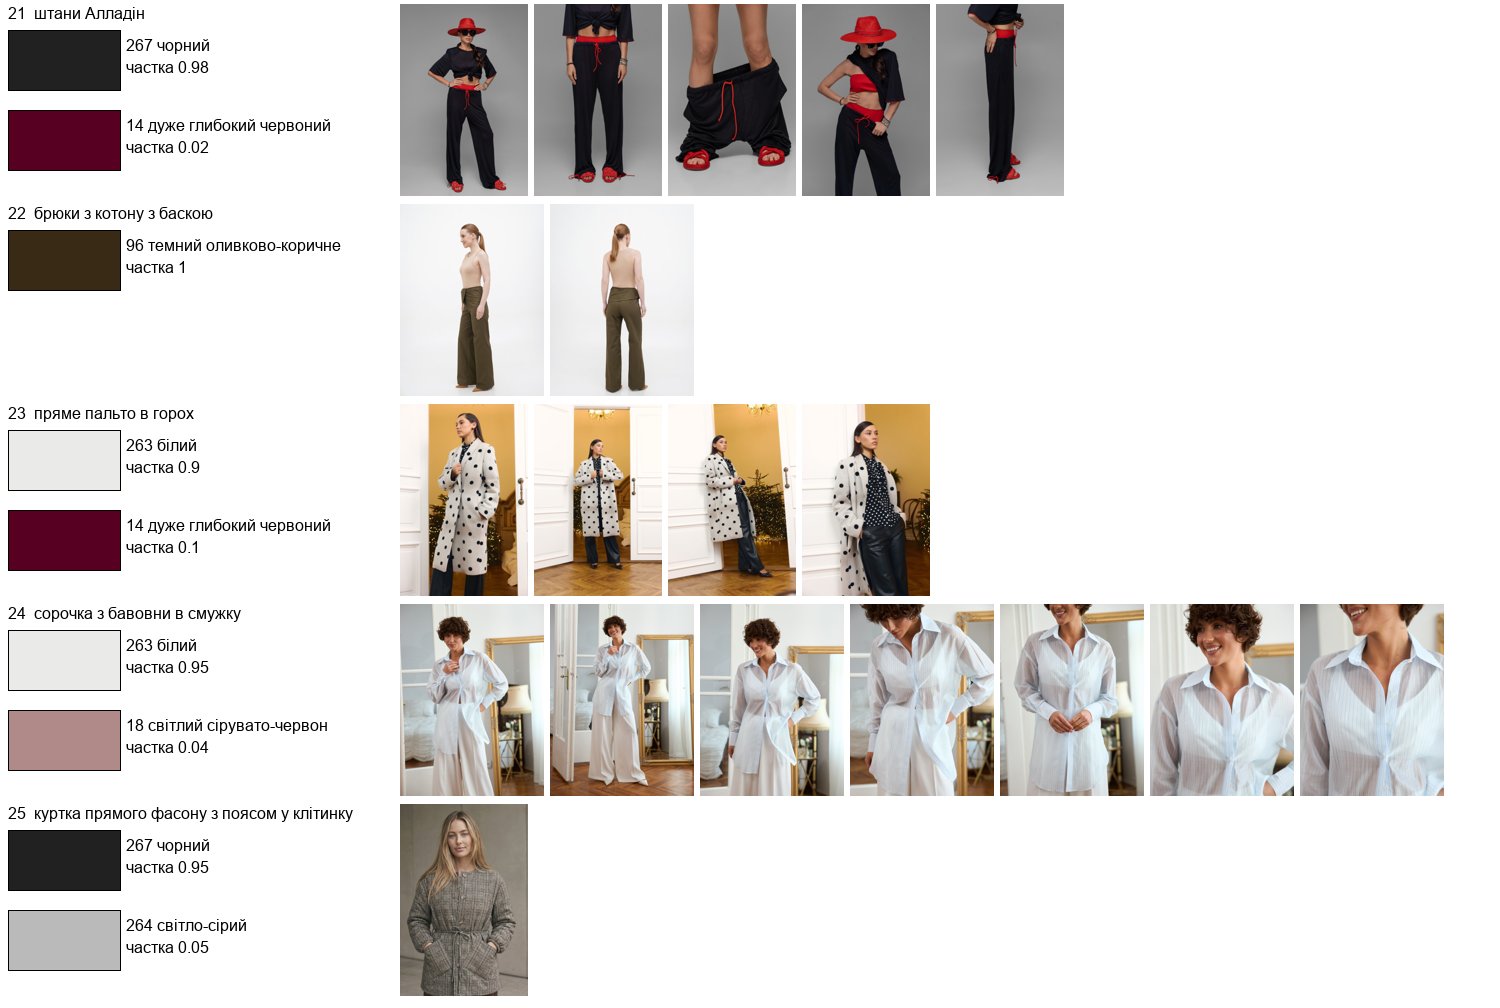 21 штани Алладін
267 чорний
частка 0.98
14 дуже глибокий червоний
частка 0.02
22 брюки з котону з баскою
96 темний оливково-коричне
частка 1
23 пряме пальто в горох
263 білий
частка 0.9
14 дуже глибокий червоний
частка 0.1
24 сорочка з бавовни в смужку
263 білий
частка 0.95
18 світлий сірувато-червон
частка 0.04
25 куртка прямого фасону з поясом у клітинку
267 чорний
частка 0.95
264 світло-сірий
частка 0.05